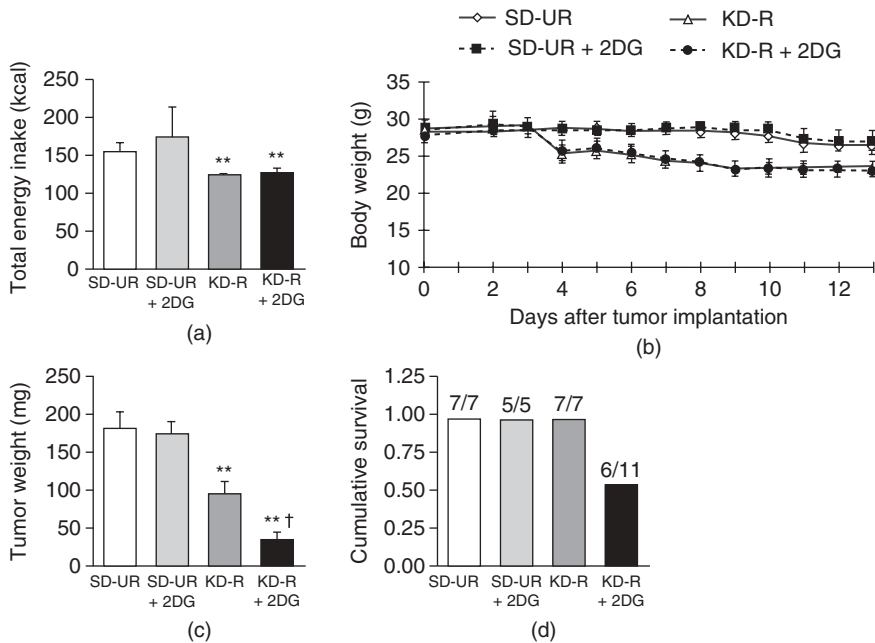 SD-UR
KD-R
SD-UR + 2DG
KD-R + 2DG
Total energy inake (kcal)
250
200
150
100
50
0
**
**
SD-UR
SD-UR
+ 2DG
KD-R
KD-R
+ 2DG
(a)
Body weight (g)
35
30
25
20
15
10
0
2
4
6
8
10
12
Days after tumor implantation
(b)
Tumor weight (mg)
250
200
150
100
50
0
**
** †
SD-UR
SD-UR
+ 2DG
KD-R
KD-R
+ 2DG
(c)
Cumulative survival
1.25
1.00
0.75
0.50
0.25
0.00
7/7
5/5
7/7
6/11
SD-UR
SD-UR
+ 2DG
KD-R
KD-R
+ 2DG
(d)